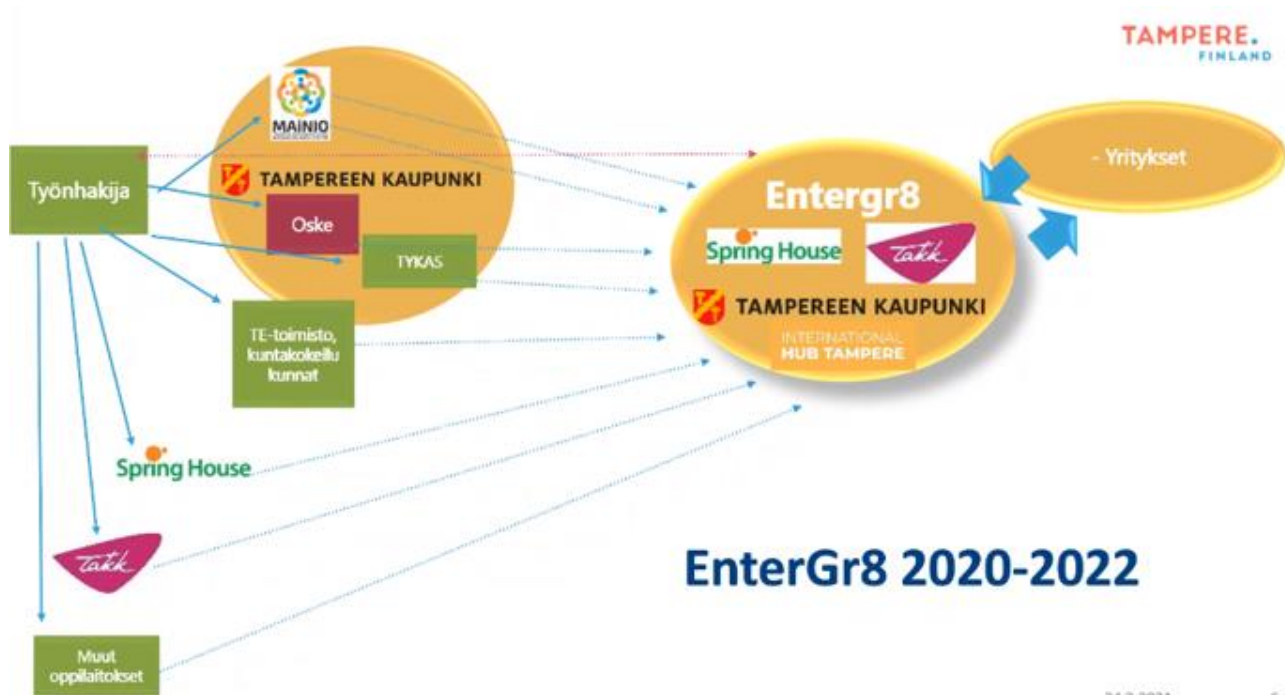 TAMPERE.
FINLAND
MAINIO
Työnhakija
TAMPEREEN KAUPUNKI
Oske
TYKAS
TE-toimisto,
kuntakokeilu
kunnat
Spring House
Takk
Muut
oppilaitokset
- Yritykset
Entergr8
Spring House
Takk
TAMPEREEN KAUPUNKI
INTERNATIONAL
HUB TAMPERE
EnterGr8 2020-2022